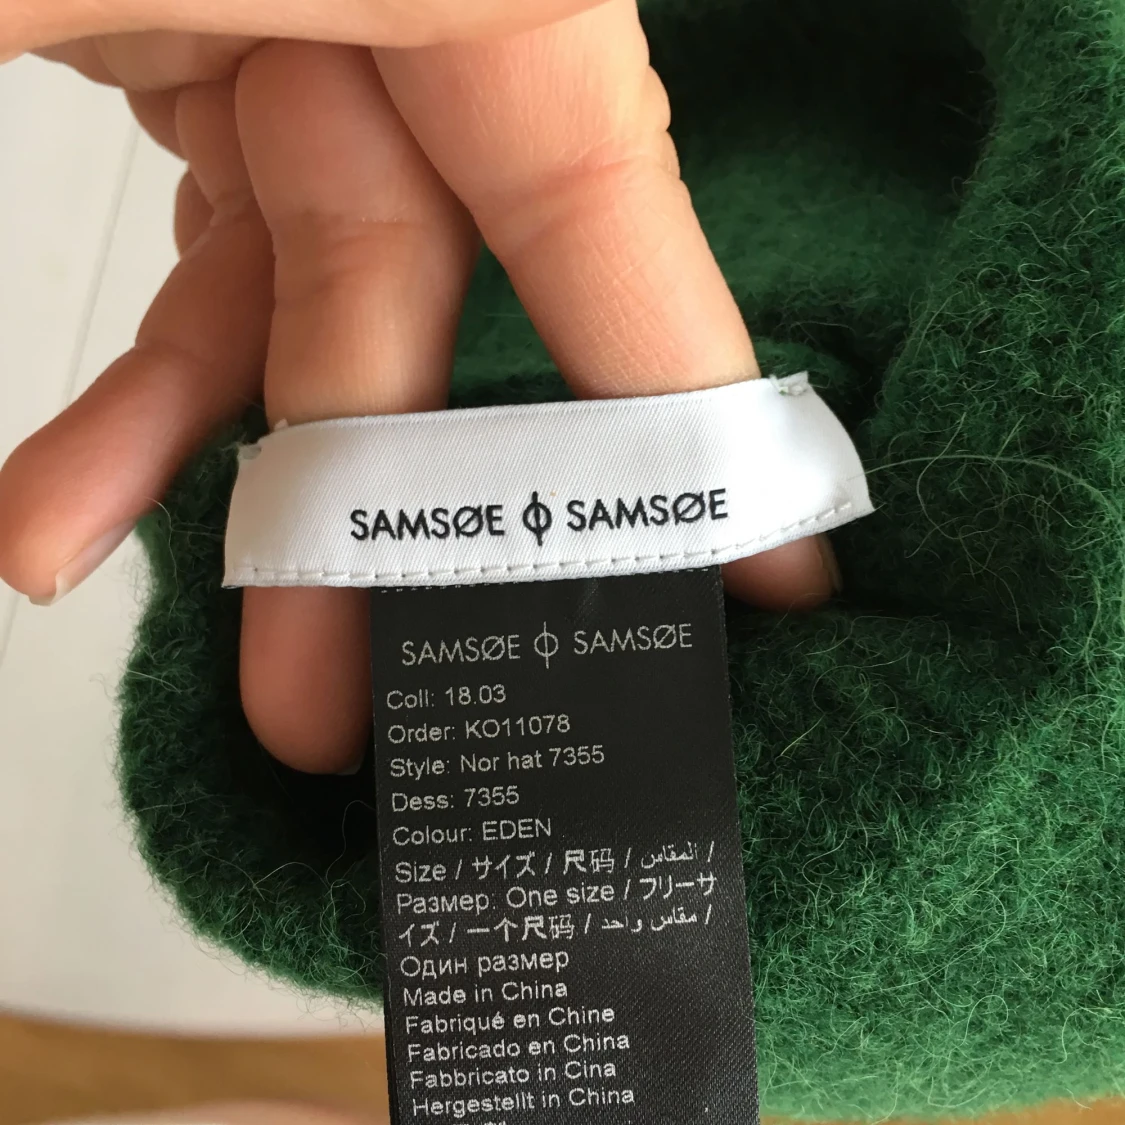 SAMSØE ɸ SAMSØE
SAMSØE ɸ SAMSØE
Coll: 18.03
Order: KO11078
Style: Nor hat 7355
Dess: 7355
Colour: EDEN
Size / サイズ / 尺码 / المقاس /
Размер: One size / フリーサ
イズ / 一个尺码 / مقاس واحد /
Один размер
Made in China
Fabriqué en Chine
Fabricado en China
Fabbricato in Cina
Hergestellt in China